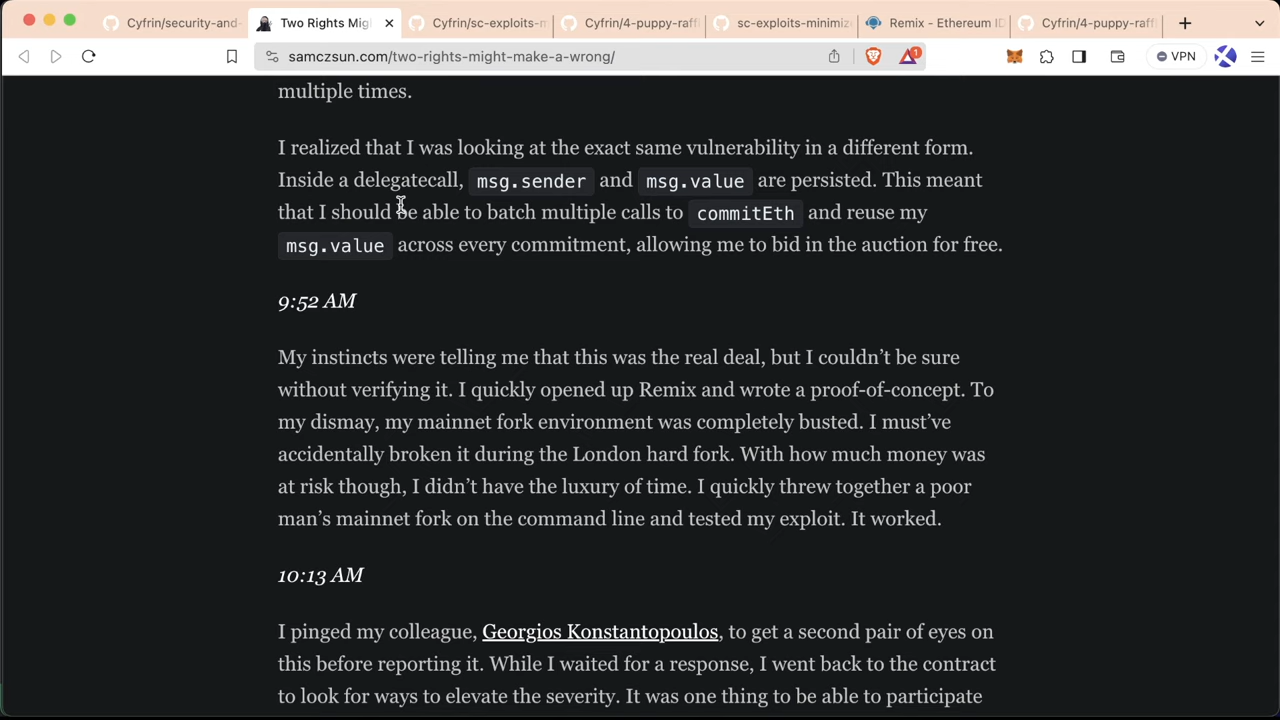 Cyfrin/security-and-
Two Rights Mig
Cyfrin/sc-exploits-m
Cyfrin/4-puppy-raff
sc-exploits-minimiz
Remix - Ethereum ID
Cyfrin/4-puppy-raff
samczsun.com/two-rights-might-make-a-wrong/
1
VPN
multiple times.
I realized that I was looking at the exact same vulnerability in a different form.
Inside a delegatecall, msg.sender and msg.value are persisted. This meant
that I should be able to batch multiple calls to commitEth and reuse my
msg.value across every commitment, allowing me to bid in the auction for free.
9:52 AM
My instincts were telling me that this was the real deal, but I couldn’t be sure
without verifying it. I quickly opened up Remix and wrote a proof-of-concept. To
my dismay, my mainnet fork environment was completely busted. I must’ve
accidentally broken it during the London hard fork. With how much money was
at risk though, I didn’t have the luxury of time. I quickly threw together a poor
man’s mainnet fork on the command line and tested my exploit. It worked.
10:13 AM
I pinged my colleague, Georgios Konstantopoulos, to get a second pair of eyes on
this before reporting it. While I waited for a response, I went back to the contract
to look for ways to elevate the severity. It was one thing to be able to participate